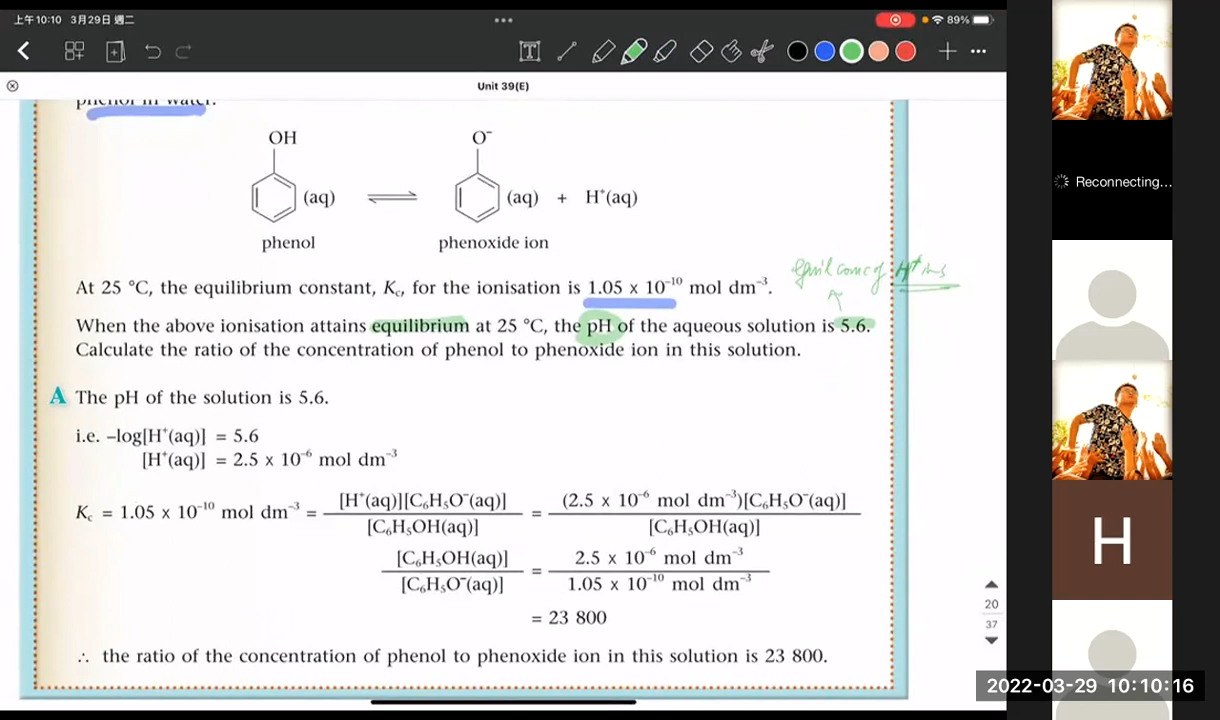 上午10:10 3月29日 週二
89%
Unit 39(E)
phenol in water.
OH
O⁻
(aq) ⇌ (aq) + H⁺(aq)
phenol
phenoxide ion
conc of H⁺ ions
At 25 °C, the equilibrium constant, Kc, for the ionisation is 1.05 x 10⁻¹⁰ mol dm⁻³.
When the above ionisation attains equilibrium at 25 °C, the pH of the aqueous solution is 5.6.
Calculate the ratio of the concentration of phenol to phenoxide ion in this solution.
A The pH of the solution is 5.6.
i.e. –log[H⁺(aq)] = 5.6
[H⁺(aq)] = 2.5 x 10⁻⁶ mol dm⁻³
Kc = 1.05 x 10⁻¹⁰ mol dm⁻³ = [H⁺(aq)][C₆H₅O⁻(aq)] / [C₆H₅OH(aq)] = (2.5 x 10⁻⁶ mol dm⁻³)[C₆H₅O⁻(aq)] / [C₆H₅OH(aq)]
[C₆H₅OH(aq)] / [C₆H₅O⁻(aq)] = 2.5 x 10⁻⁶ mol dm⁻³ / 1.05 x 10⁻¹⁰ mol dm⁻³
= 23 800
∴ the ratio of the concentration of phenol to phenoxide ion in this solution is 23 800.
20
37
Reconnecting...
H
2022-03-29 10:10:16